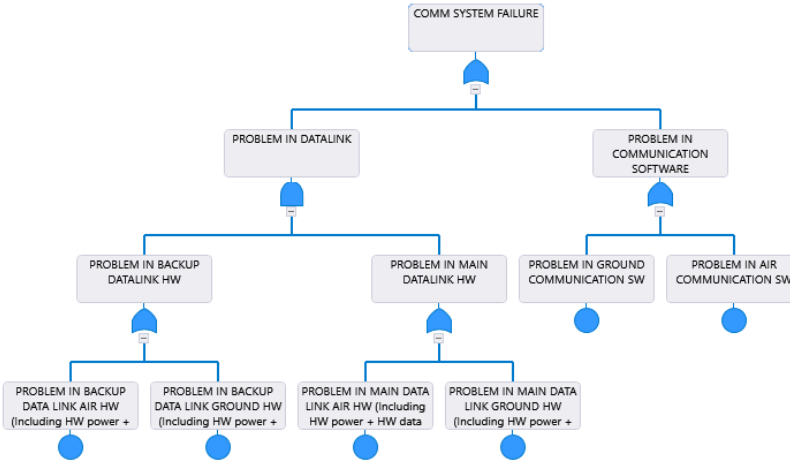 COMM SYSTEM FAILURE
PROBLEM IN DATALINK
PROBLEM IN
COMMUNICATION
SOFTWARE
PROBLEM IN BACKUP
DATALINK HW
PROBLEM IN MAIN
DATALINK HW
PROBLEM IN GROUND
COMMUNICATION SW
PROBLEM IN AIR
COMMUNICATION SW
PROBLEM IN BACKUP
DATA LINK AIR HW
(Including HW power +
PROBLEM IN BACKUP
DATA LINK GROUND HW
(Including HW power +
PROBLEM IN MAIN DATA
LINK AIR HW (Including
HW power + HW data
PROBLEM IN MAIN DATA
LINK GROUND HW
(Including HW power +